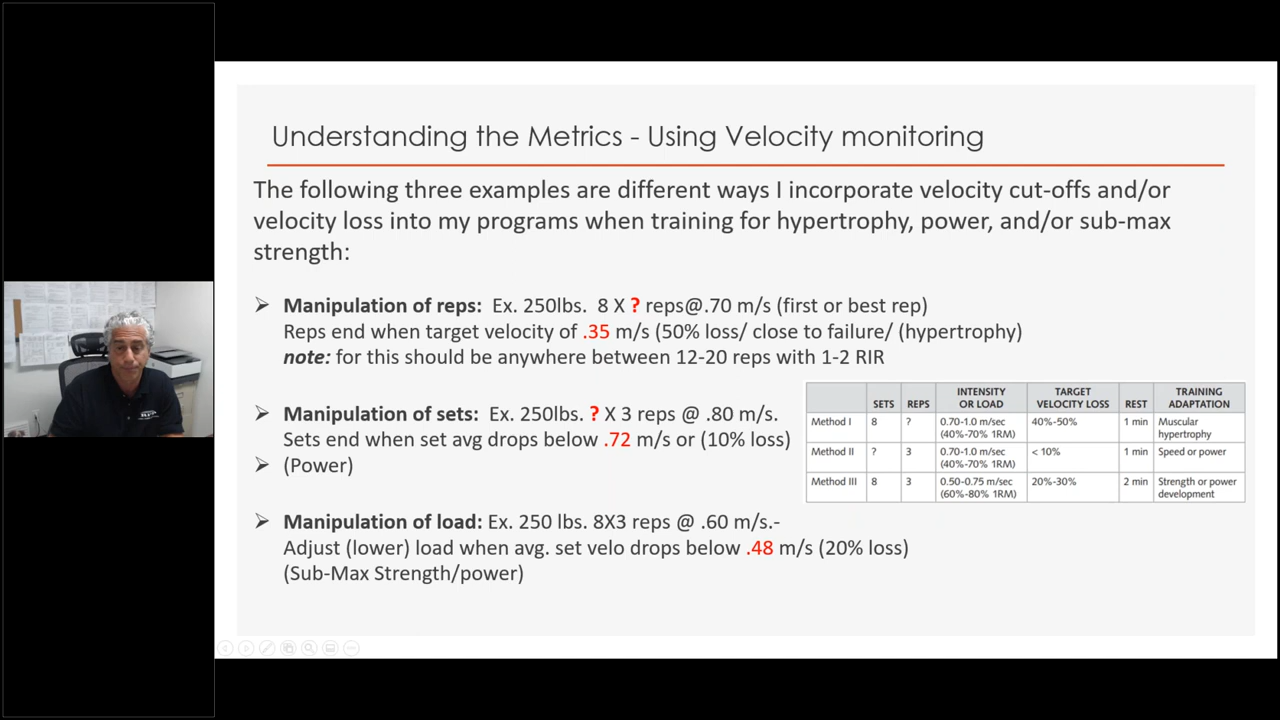 Understanding the Metrics - Using Velocity monitoring
The following three examples are different ways I incorporate velocity cut-offs and/or
velocity loss into my programs when training for hypertrophy, power, and/or sub-max
strength:
➢ Manipulation of reps: Ex. 250lbs. 8 X ? reps@.70 m/s (first or best rep)
Reps end when target velocity of .35 m/s (50% loss/ close to failure/ (hypertrophy)
note: for this should be anywhere between 12-20 reps with 1-2 RIR
➢ Manipulation of sets: Ex. 250lbs. ? X 3 reps @ .80 m/s.
Sets end when set avg drops below .72 m/s or (10% loss)
➢ (Power)
➢ Manipulation of load: Ex. 250 lbs. 8X3 reps @ .60 m/s.-
Adjust (lower) load when avg. set velo drops below .48 m/s (20% loss)
(Sub-Max Strength/power)
SETS REPS INTENSITY OR LOAD TARGET VELOCITY LOSS REST TRAINING ADAPTATION
Method I 8 ? 0.70-1.0 m/sec (40%-70% 1RM) 40%-50% 1 min Muscular hypertrophy
Method II ? 3 0.70-1.0 m/sec (40%-70% 1RM) < 10% 1 min Speed or power
Method III 8 3 0.50-0.75 m/sec (60%-80% 1RM) 20%-30% 2 min Strength or power development